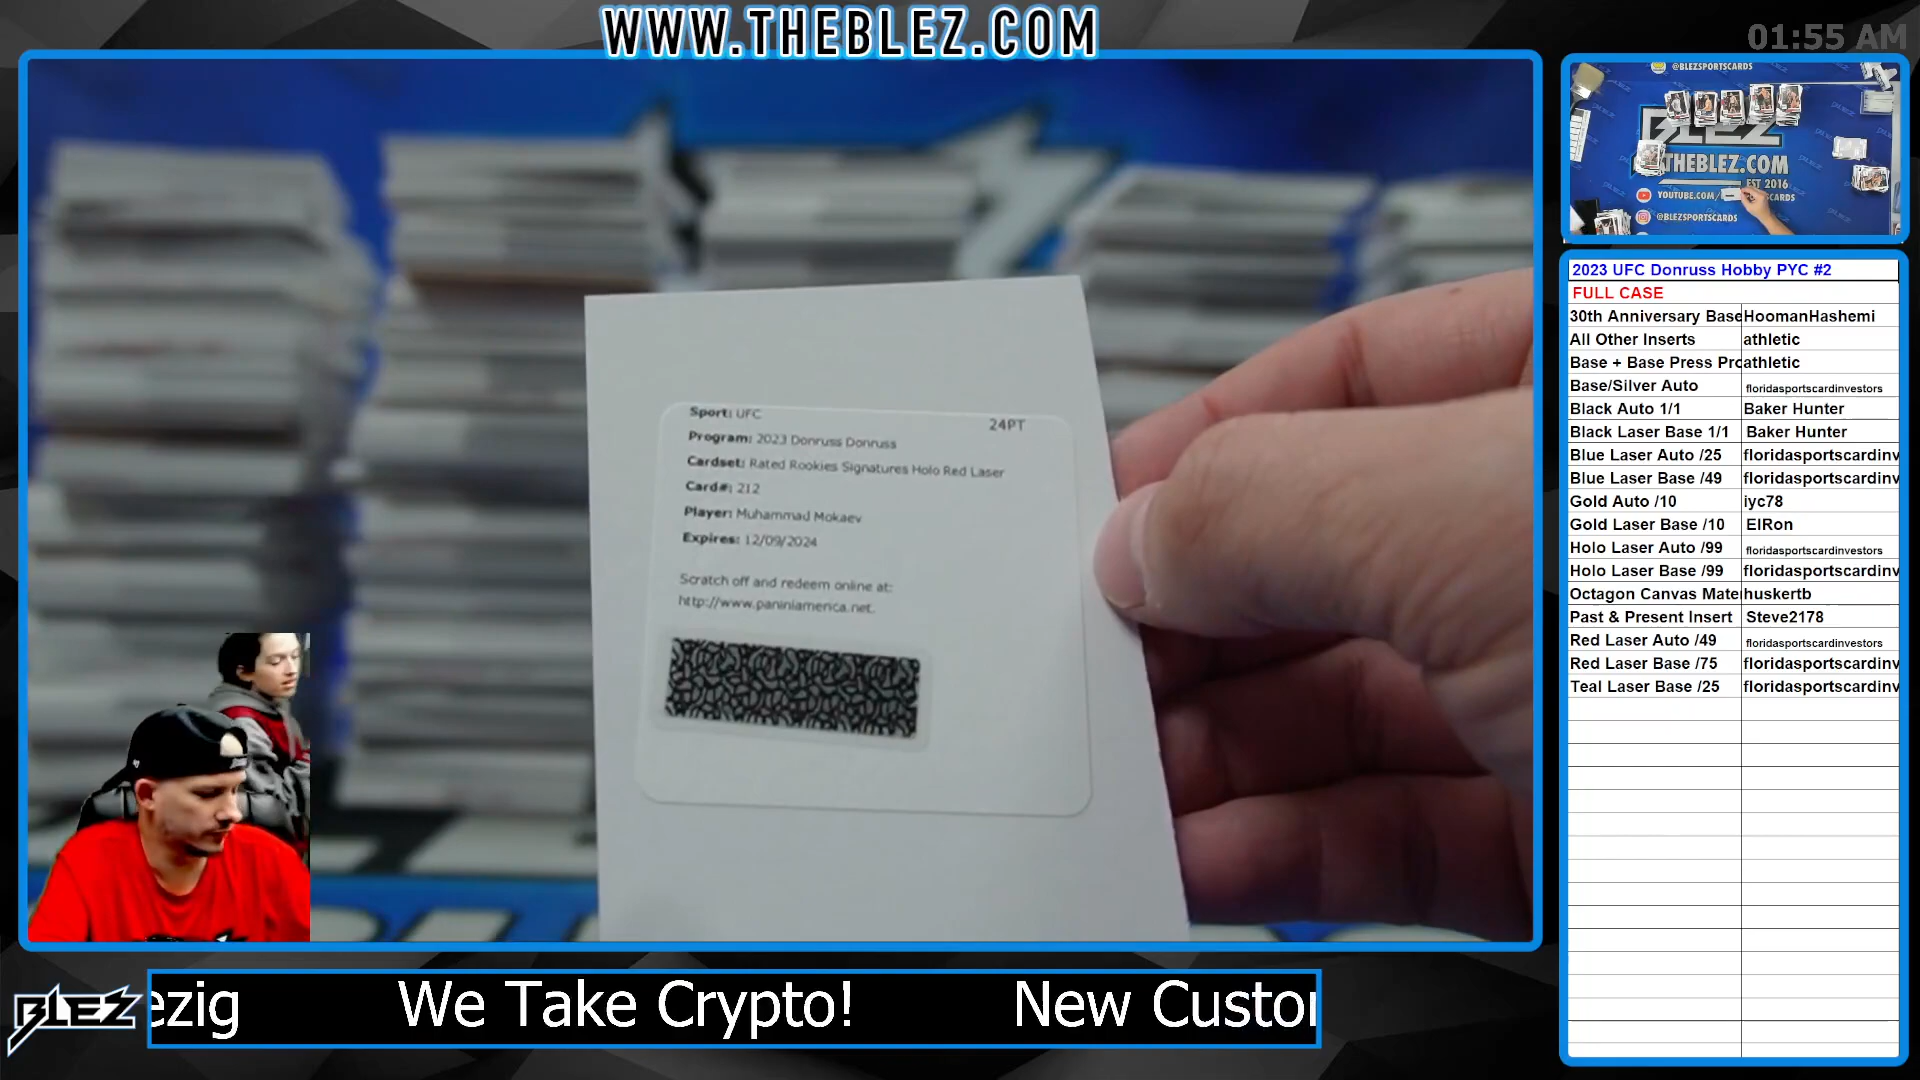 WWW.THEBLEZ.COM
01:55 AM
@BLEZSPORTSCARDS
BLEZ
THEBLEZ.COM
EST 2016
YOUTUBE.COM/
@BLEZSPORTSCARDS
Sport: UFC
24PT
Program: 2023 Donruss Donruss
Cardset: Rated Rookies Signatures Holo Red Laser
Card#: 212
Player: Muhammad Mokaev
Expires: 12/09/2024
Scratch off and redeem online at:
http://www.paniniamerica.net.
2023 UFC Donruss Hobby PYC #2
FULL CASE
30th Anniversary Base HoomanHashemi
All Other Inserts athletic
Base + Base Press Pro athletic
Base/Silver Auto floridasportscardinvestors
Black Auto 1/1 Baker Hunter
Black Laser Base 1/1 Baker Hunter
Blue Laser Auto /25 floridasportscardinv
Blue Laser Base /49 floridasportscardinv
Gold Auto /10 iyc78
Gold Laser Base /10 ElRon
Holo Laser Auto /99 floridasportscardinvestors
Holo Laser Base /99 floridasportscardinv
Octagon Canvas Mate huskertb
Past & Present Insert Steve2178
Red Laser Auto /49 floridasportscardinvestors
Red Laser Base /75 floridasportscardinv
Teal Laser Base /25 floridasportscardinv
BLEZ
ezig We Take Crypto! New Custo